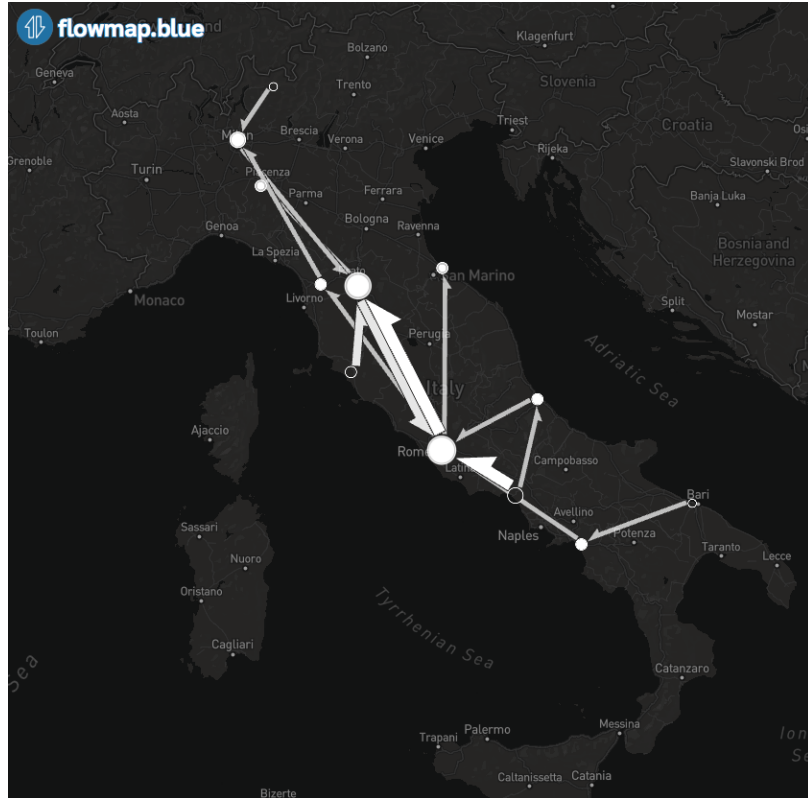 flowmap.blue
Klagenfurt
Bolzano
Geneva
Slovenia
Trento
Aosta
Triest
Croatia
Brescia
Verona
Venice
Rijeka
Grenoble
Turin
Piacenza
Slavonski Brod
Parma
Ferrara
Banja Luka
Genoa
Bologna
Ravenna
Bosnia and
Herzegovina
La Spezia
San Marino
Monaco
Livorno
Split
Mostar
Toulon
Perugia
Adriatic Sea
Italy
Ajaccio
Rome
Campobasso
Bari
Avellino
Sassari
Naples
Potenza
Taranto
Nuoro
Lecce
Oristano
Tyrrhenian Sea
Cagliari
Sea
Catanzaro
Messina
Palermo
Trapani
Caltanissetta
Catania
Bizerte